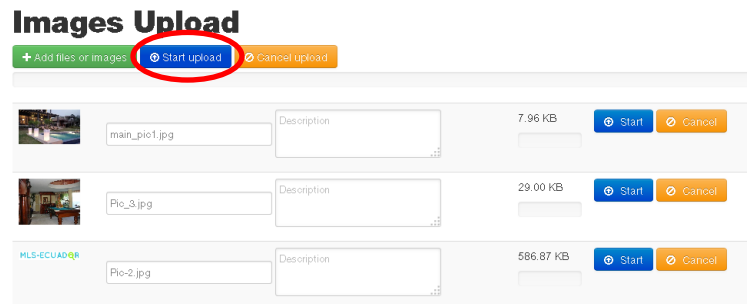 Images Upload
Add files or images Start upload Cancel upload
Description 7.96 KB Start Cancel
main_pic1.jpg
Description 29.00 KB Start Cancel
Pic_3.jpg
MLS-ECUADOR Description 586.87 KB Start Cancel
Pic-2.jpg